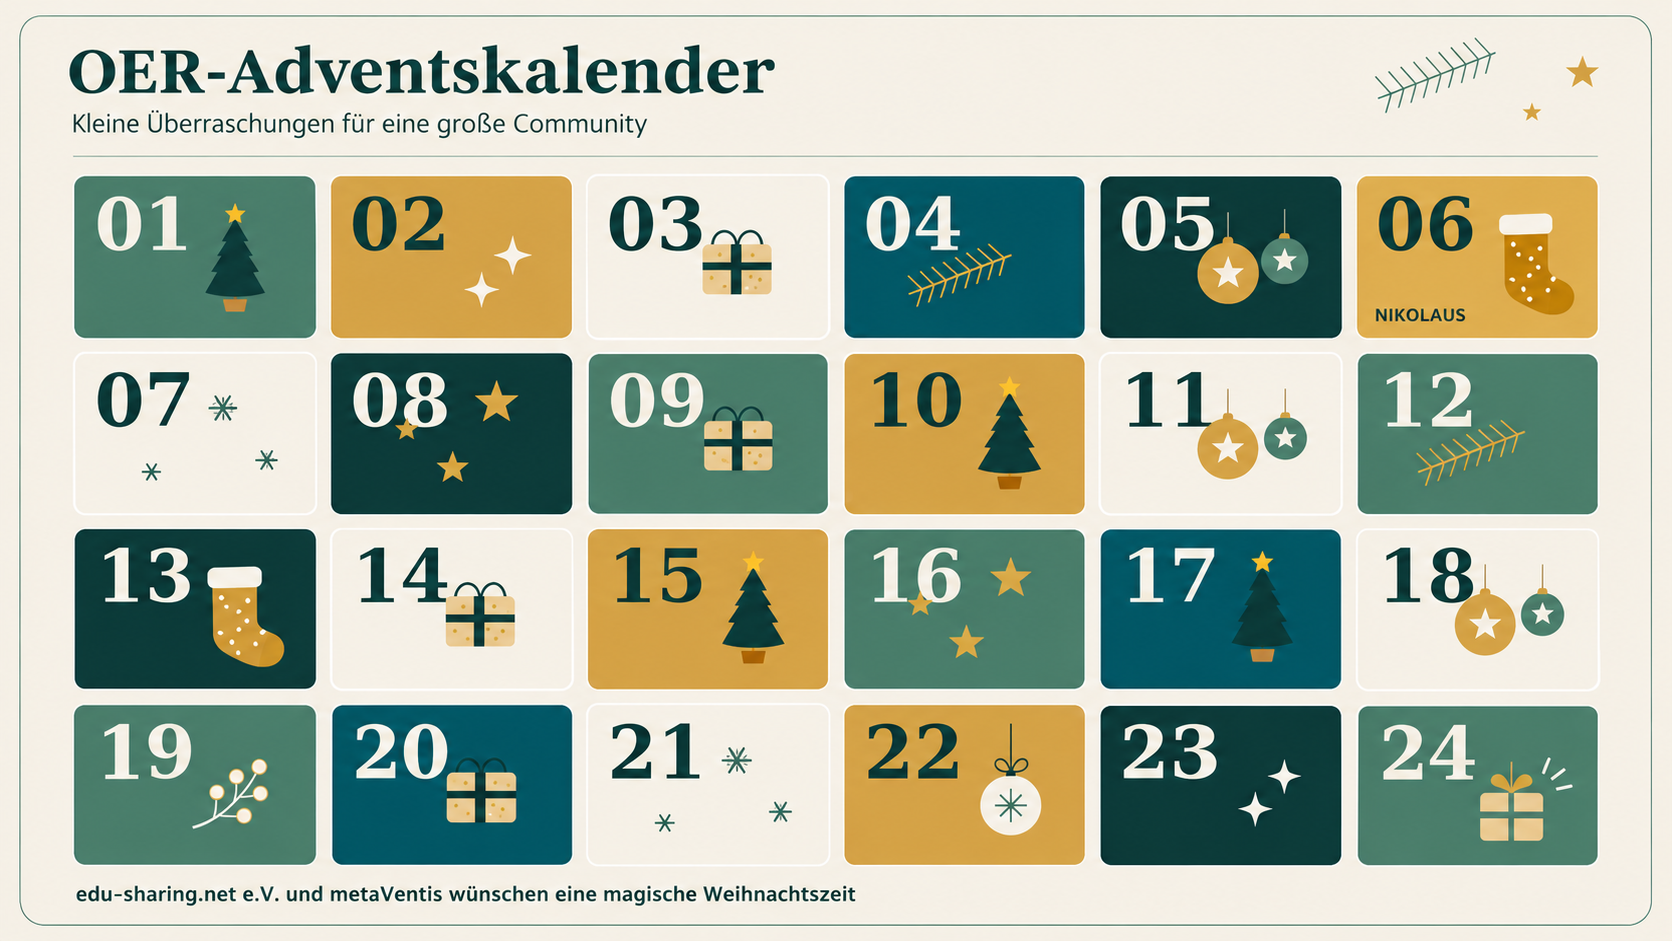 OER-Adventskalender
Kleine Überraschungen für eine große Community
01 02 03 04 05 06
NIKOLAUS
07 08 09 10 11 12
13 14 15 16 17 18
19 20 21 22 23 24
edu-sharing.net e.V. und metaVentis wünschen eine magische Weihnachtszeit